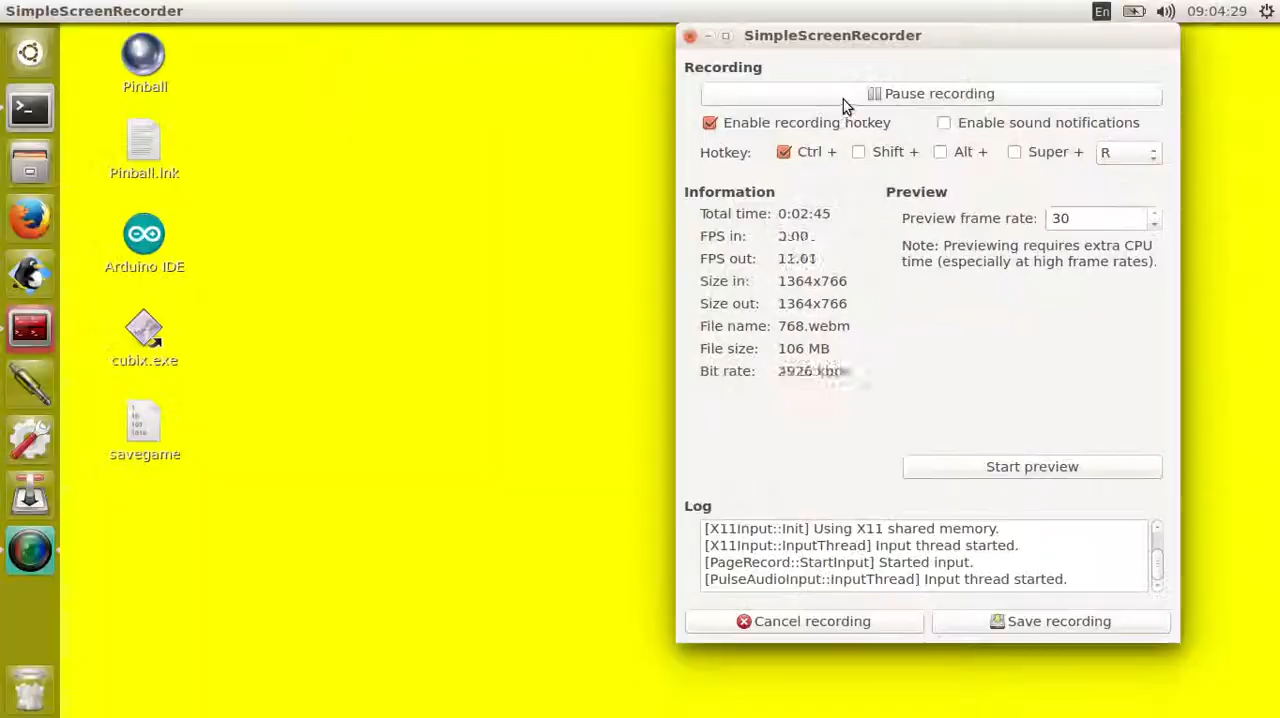 SimpleScreenRecorder
En
09:04:29
Pinball
Pinball.lnk
Arduino IDE
cubix.exe
1
10
101
1010
savegame
SimpleScreenRecorder
Recording
Pause recording
Enable recording hotkey
Enable sound notifications
Hotkey: Ctrl + Shift + Alt + Super + R
Information
Total time: 0:02:45
FPS in:
FPS out:
Size in: 1364x766
Size out: 1364x766
File name: 768.webm
File size: 106 MB
Bit rate:
Preview
Preview frame rate: 30
Note: Previewing requires extra CPU
time (especially at high frame rates).
Start preview
Log
[X11Input::Init] Using X11 shared memory.
[X11Input::InputThread] Input thread started.
[PageRecord::StartInput] Started input.
[PulseAudioInput::InputThread] Input thread started.
Cancel recording
Save recording